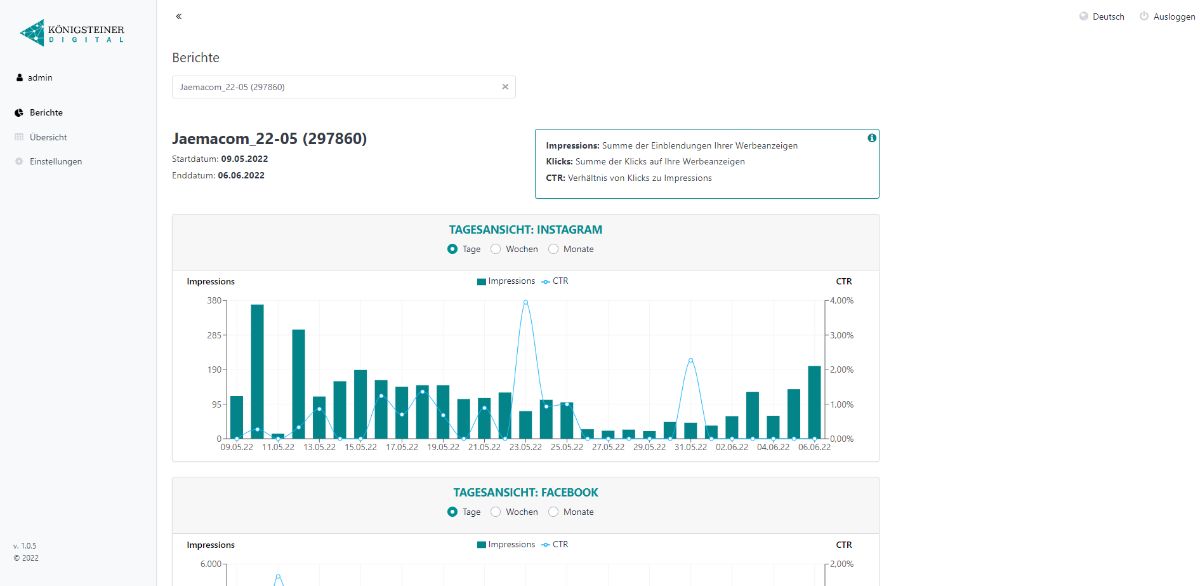 «
Deutsch
Ausloggen
KÖNIGSTEINER
DIGITAL
admin
Berichte
Übersicht
Einstellungen
Berichte
Jaemacom_22-05 (297860) ×
Jaemacom_22-05 (297860)
Startdatum: 09.05.2022
Enddatum: 06.06.2022
Impressions: Summe der Einblendungen Ihrer Werbeanzeigen
Klicks: Summe der Klicks auf Ihre Werbeanzeigen
CTR: Verhältnis von Klicks zu Impressions
TAGESANSICHT: INSTAGRAM
Tage Wochen Monate
Impressions
Impressions CTR
CTR
380 4,00%
285 3,00%
190 2,00%
95 1,00%
0 0,00%
09.05.22 11.05.22 13.05.22 15.05.22 17.05.22 19.05.22 21.05.22 23.05.22 25.05.22 27.05.22 29.05.22 31.05.22 02.06.22 04.06.22 06.06.22
TAGESANSICHT: FACEBOOK
Tage Wochen Monate
Impressions
Impressions CTR
CTR
6.000 2,00%
v. 1.0.5
© 2022